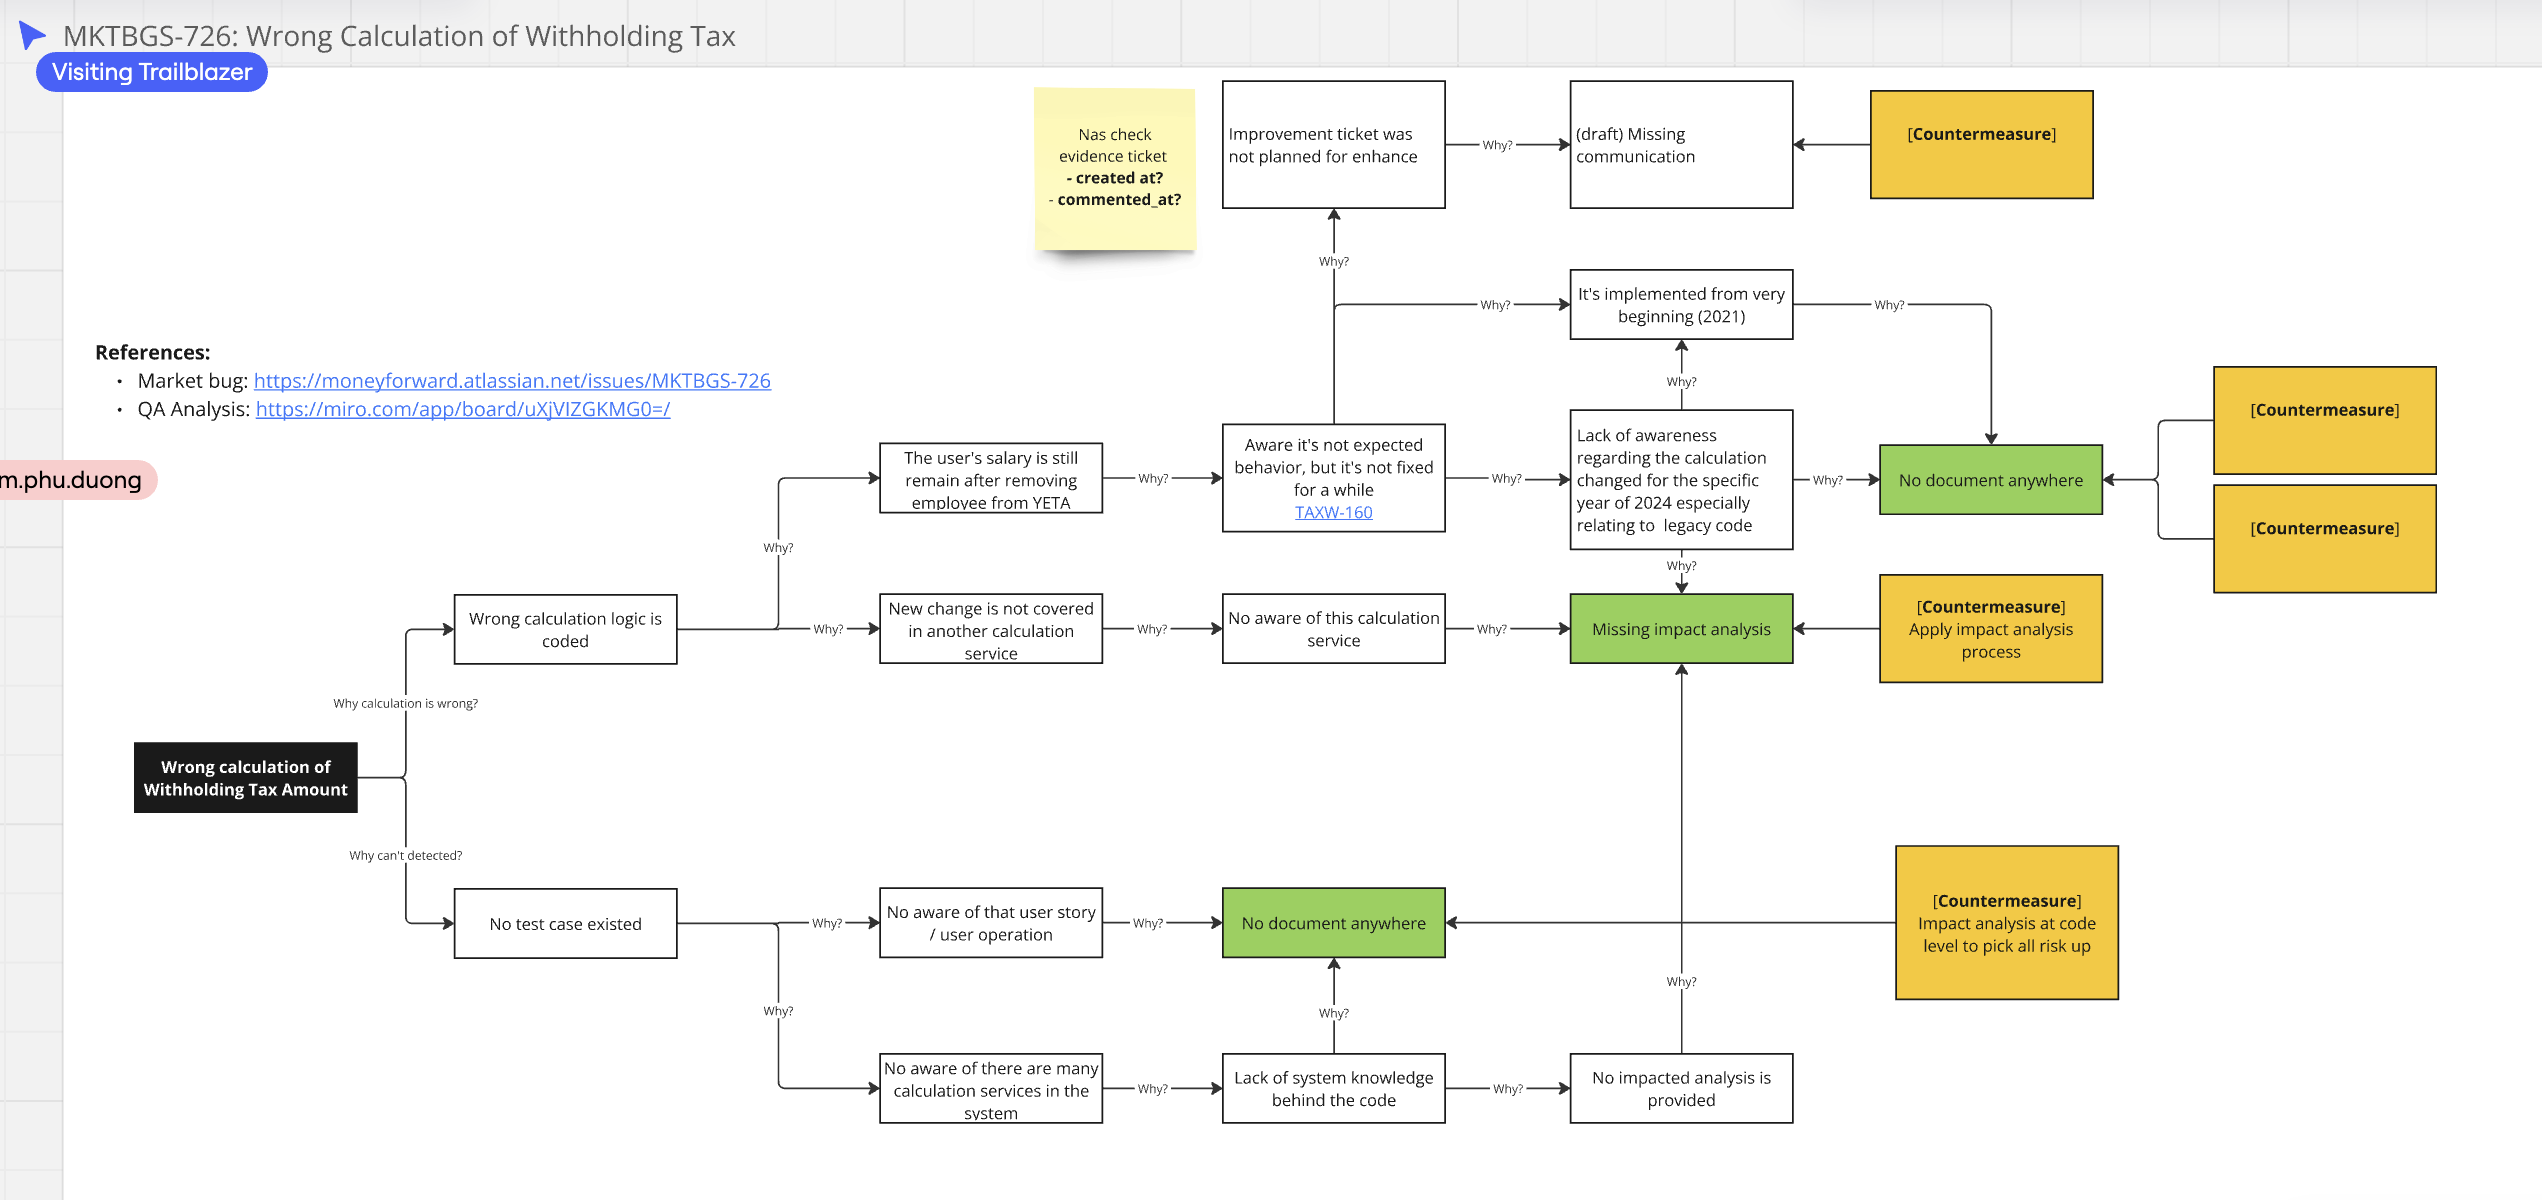 MKTBGS-726: Wrong Calculation of Withholding Tax
Visiting Trailblazer
Nas check
evidence ticket
- created at?
- commented_at?
Improvement ticket was
not planned for enhance
Why?
(draft) Missing
communication
[Countermeasure]
Why?
Why?
It's implemented from very
beginning (2021)
Why?
Why?
References:
• Market bug: https://moneyforward.atlassian.net/issues/MKTBGS-726
• QA Analysis: https://miro.com/app/board/uXjVIZGKMG0=/
m.phu.duong
The user's salary is still
remain after removing
employee from YETA
Why?
Aware it's not expected
behavior, but it's not fixed
for a while
TAXW-160
Why?
Lack of awareness
regarding the calculation
changed for the specific
year of 2024 especially
relating to legacy code
Why?
No document anywhere
[Countermeasure]
[Countermeasure]
Why?
Why?
Wrong calculation logic is
coded
Why?
New change is not covered
in another calculation
service
Why?
No aware of this calculation
service
Why?
Missing impact analysis
[Countermeasure]
Apply impact analysis
process
Why calculation is wrong?
Wrong calculation of
Withholding Tax Amount
Why can't detected?
No test case existed
Why?
No aware of that user story
/ user operation
Why?
No document anywhere
[Countermeasure]
Impact analysis at code
level to pick all risk up
Why?
Why?
Why?
No aware of there are many
calculation services in the
system
Why?
Lack of system knowledge
behind the code
Why?
No impacted analysis is
provided